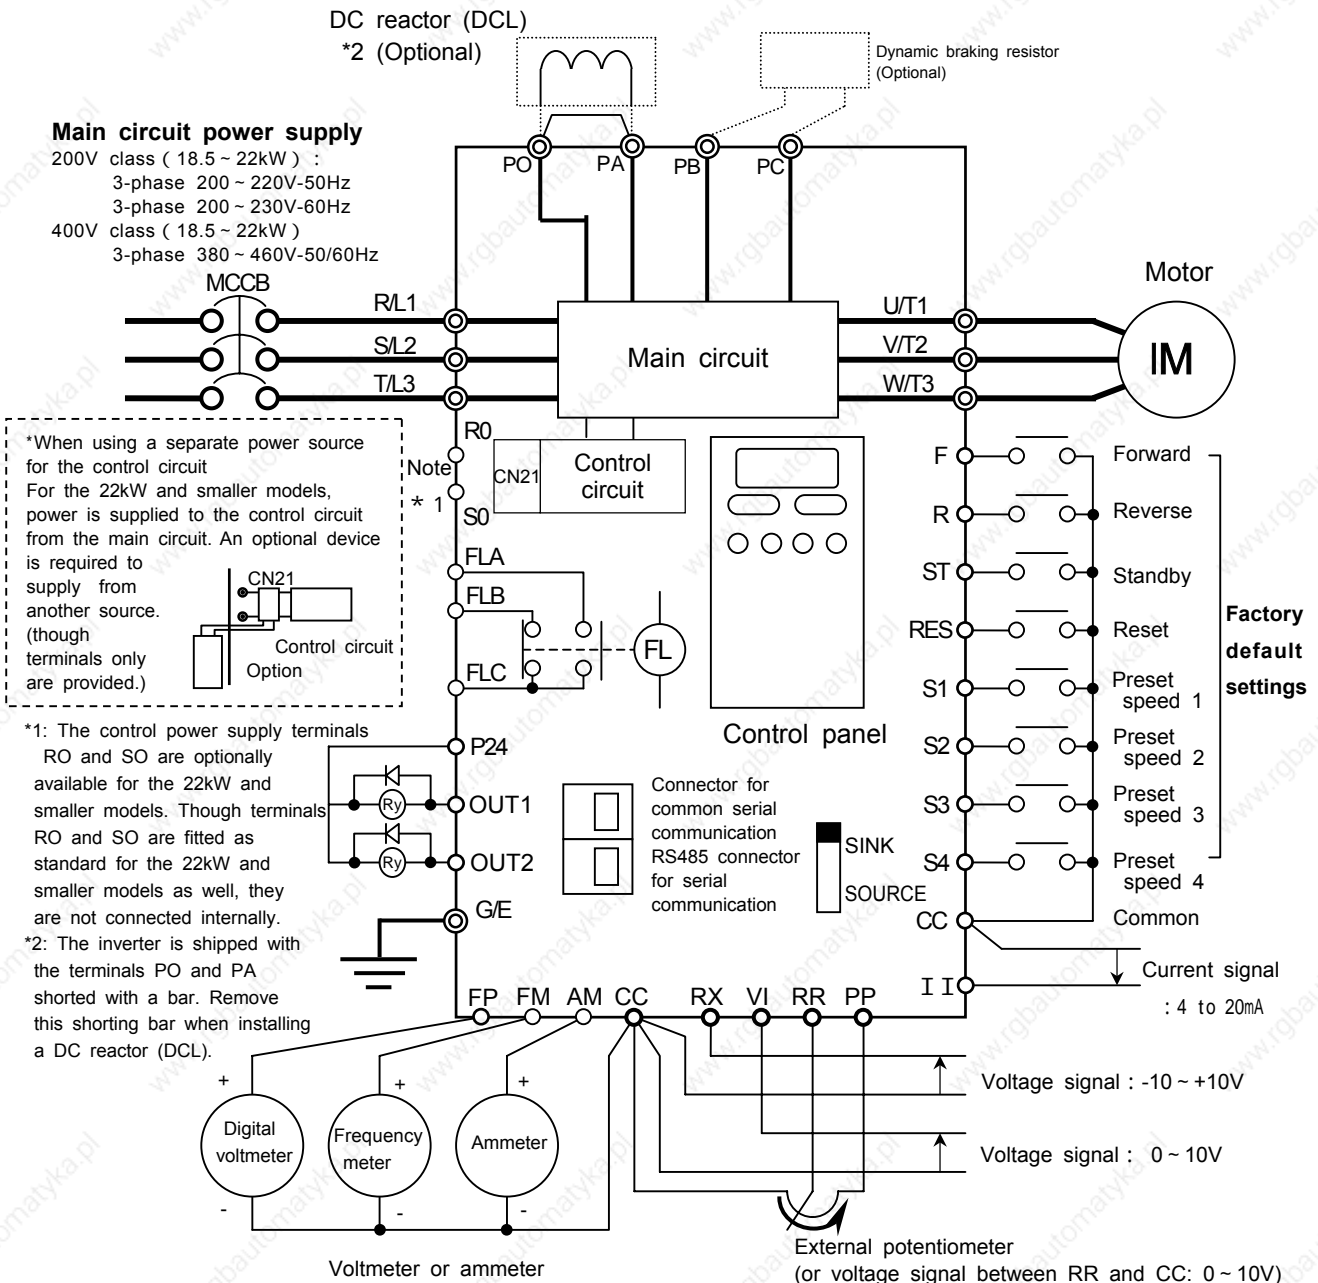 DC reactor (DCL)
*2 (Optional)
Dynamic braking resistor
(Optional)
Main circuit power supply
200V class ( 18.5 ~ 22kW ) :
3-phase 200 ~ 220V-50Hz
3-phase 200 ~ 230V-60Hz
400V class ( 18.5 ~ 22kW )
3-phase 380 ~ 460V-50/60Hz
PO PA PB PC
MCCB
R/L1
S/L2
T/L3
Main circuit
U/T1
V/T2
W/T3
Motor
IM
*When using a separate power source
for the control circuit
For the 22kW and smaller models,
power is supplied to the control circuit
from the main circuit. An optional device
is required to
supply from
another source.
(though
terminals only
are provided.)
CN21
Control circuit
Option
Note
* 1
R0
S0
CN21
Control
circuit
FLA
FLB
FLC
FL
Control panel
F
R
ST
RES
S1
S2
S3
S4
CC
I I
Forward
Reverse
Standby
Reset
Preset
speed 1
Preset
speed 2
Preset
speed 3
Preset
speed 4
Common
Factory
default
settings
Current signal
: 4 to 20mA
*1: The control power supply terminals
RO and SO are optionally
available for the 22kW and
smaller models. Though terminals
RO and SO are fitted as
standard for the 22kW and
smaller models as well, they
are not connected internally.
*2: The inverter is shipped with
the terminals PO and PA
shorted with a bar. Remove
this shorting bar when installing
a DC reactor (DCL).
P24
Ry
OUT1
Ry
OUT2
G/E
Connector for
common serial
communication
RS485 connector
for serial
communication
SINK
SOURCE
FP FM AM CC RX VI RR PP
+ + +
Digital
voltmeter
Frequency
meter
Ammeter
- - -
Voltmeter or ammeter
Voltage signal : -10 ~ +10V
Voltage signal : 0 ~ 10V
External potentiometer
(or voltage signal between RR and CC: 0 ~ 10V)
www.rgbautomatyka.pl